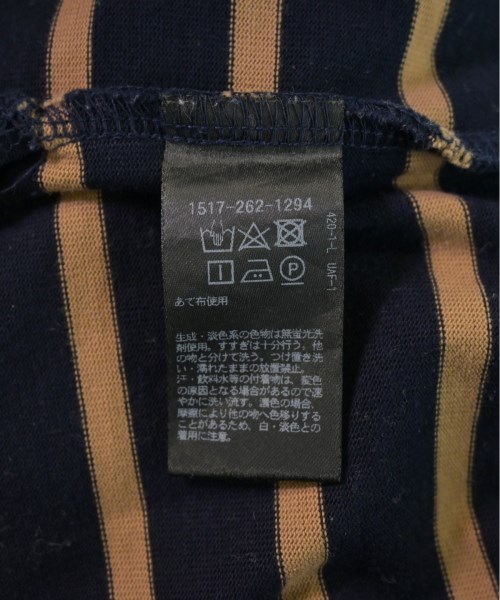 1517-262-1294
420-1-L UAF-1
P
あて布使用
生成・淡色系の色物は無蛍光洗
剤使用、すすぎは十分行う。他
の物と分けて洗う。つけ置き洗
い・濡れたままの放置禁止。
汗・飲料水等の付着物は、変色
の原因となる場合があるので速
やかに洗い流す。濃色の場合、
摩擦により他の物へ色移りする
ことがあるため、白・淡色との
着用に注意。